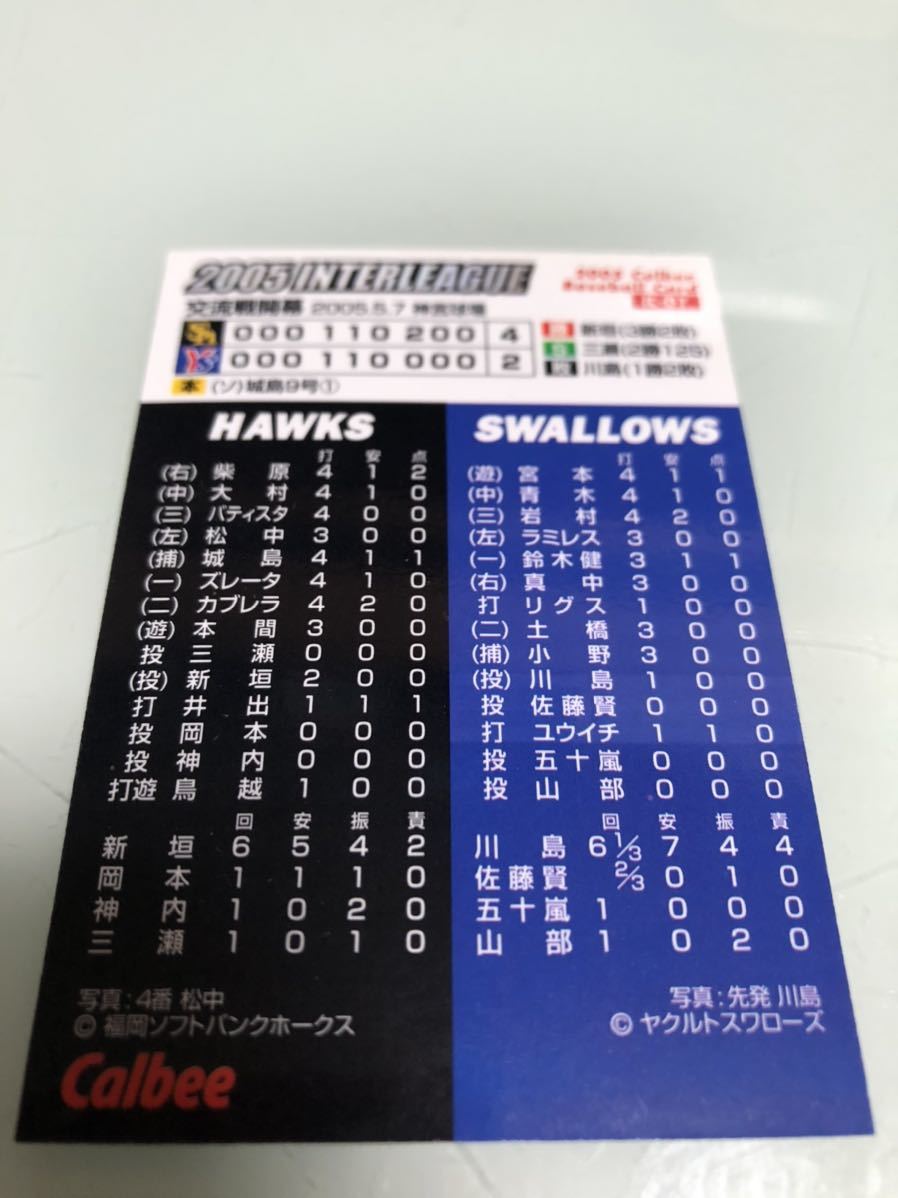 2005 INTERLEAGUE
2005 Calbee
Baseball Card
交流戦開幕 2005.5.7 神宮球場
000 110 200 4
YS 000 110 000 2
新垣(3勝2敗)
S 三瀬(2勝12S)
川島(1勝2敗)
本 (ソ)城島9号①
HAWKS
打 安 点
(右) 柴原 4 1 2
(中) 大村 4 1 0
(三) バティスタ 4 0 0
(左) 松中 3 0 0
(捕) 城島 4 1 1
(一) ズレータ 4 1 0
(二) カブレラ 4 2 0
(遊) 本間 3 0 0
投 三瀬 0 0 0
(投) 新垣 2 0 0
打 井出 1 1 1
投 岡本 0 0 0
投 神内 0 0 0
打遊 鳥越 1 0 0
回 安 振 責
新垣 6 5 4 2
岡本 1 1 1 0
神内 1 0 2 0
三瀬 1 0 1 0
写真:4番 松中
© 福岡ソフトバンクホークス
Calbee
SWALLOWS
打 安 点
(遊) 宮本 4 1 1
(中) 青木 4 1 0
(三) 岩村 4 2 0
(左) ラミレス 3 0 0
(一) 鈴木健 3 1 1
(右) 真中 3 0 0
打 リグス 1 0 0
(二) 土橋 3 0 0
(捕) 小野 3 0 0
(投) 川島 1 0 0
投 佐藤賢 0 0 0
打 ユウイチ 1 1 0
投 五十嵐 0 0 0
投 山部 0 0 0
回 安 振 責
川島 6 1/3 7 4 4
佐藤賢 2/3 0 1 0
五十嵐 1 0 0 0
山部 1 0 2 0
写真:先発 川島
© ヤクルトスワローズ